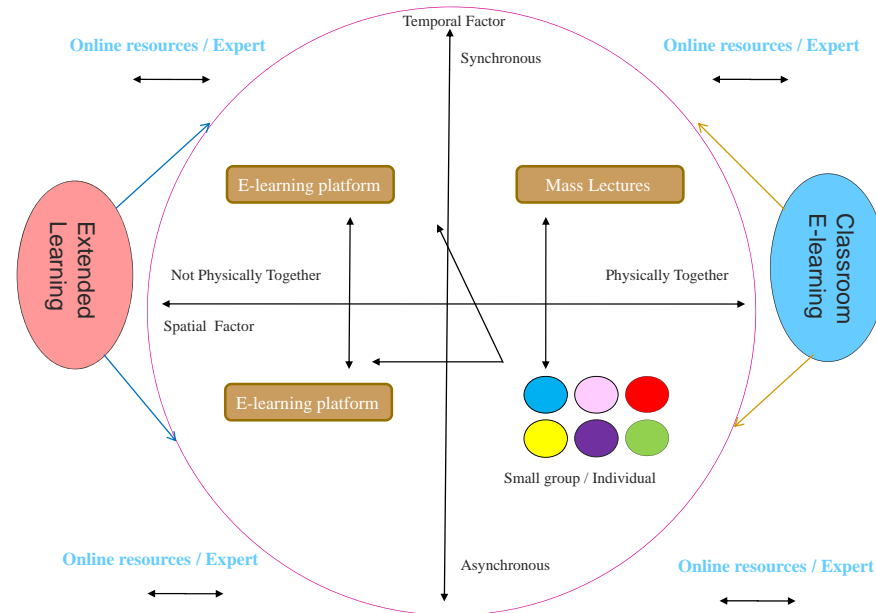 Temporal Factor
Online resources / Expert
Online resources / Expert
Synchronous
E-learning platform
Mass Lectures
Extended
Learning
Classroom
E-learning
Not Physically Together
Physically Together
Spatial Factor
E-learning platform
Small group / Individual
Online resources / Expert
Asynchronous
Online resources / Expert